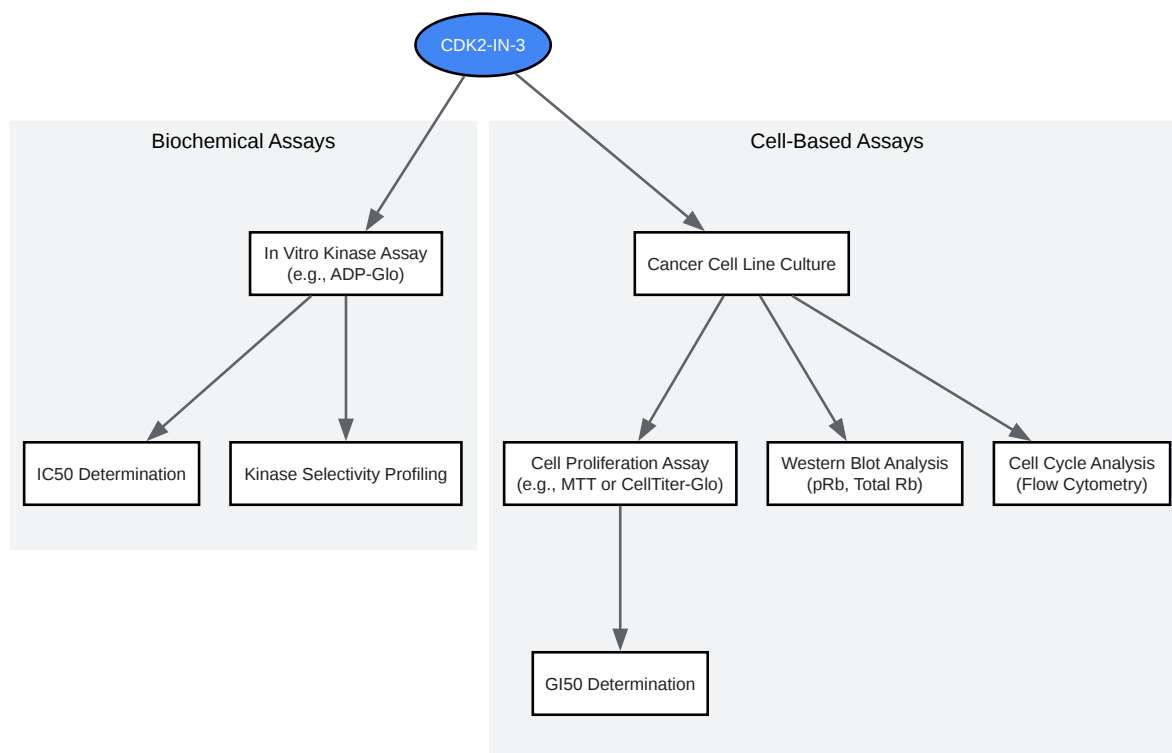 CDK2-IN-3
Biochemical Assays
Cell-Based Assays
In Vitro Kinase Assay
(e.g., ADP-Glo)
Cancer Cell Line Culture
IC50 Determination
Kinase Selectivity Profiling
Cell Proliferation Assay
(e.g., MTT or CellTiter-Glo)
Western Blot Analysis
(pRb, Total Rb)
Cell Cycle Analysis
(Flow Cytometry)
GI50 Determination